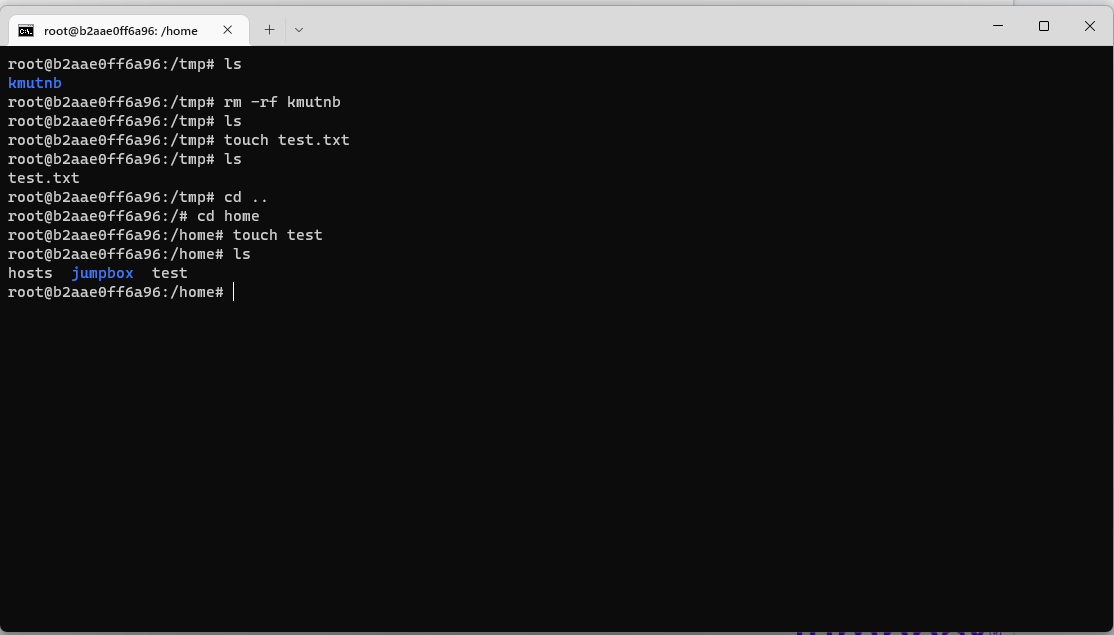 root@b2aae0ff6a96: /home
root@b2aae0ff6a96:/tmp# ls
kmutnb
root@b2aae0ff6a96:/tmp# rm -rf kmutnb
root@b2aae0ff6a96:/tmp# ls
root@b2aae0ff6a96:/tmp# touch test.txt
root@b2aae0ff6a96:/tmp# ls
test.txt
root@b2aae0ff6a96:/tmp# cd ..
root@b2aae0ff6a96:/# cd home
root@b2aae0ff6a96:/home# touch test
root@b2aae0ff6a96:/home# ls
hosts  jumpbox  test
root@b2aae0ff6a96:/home#